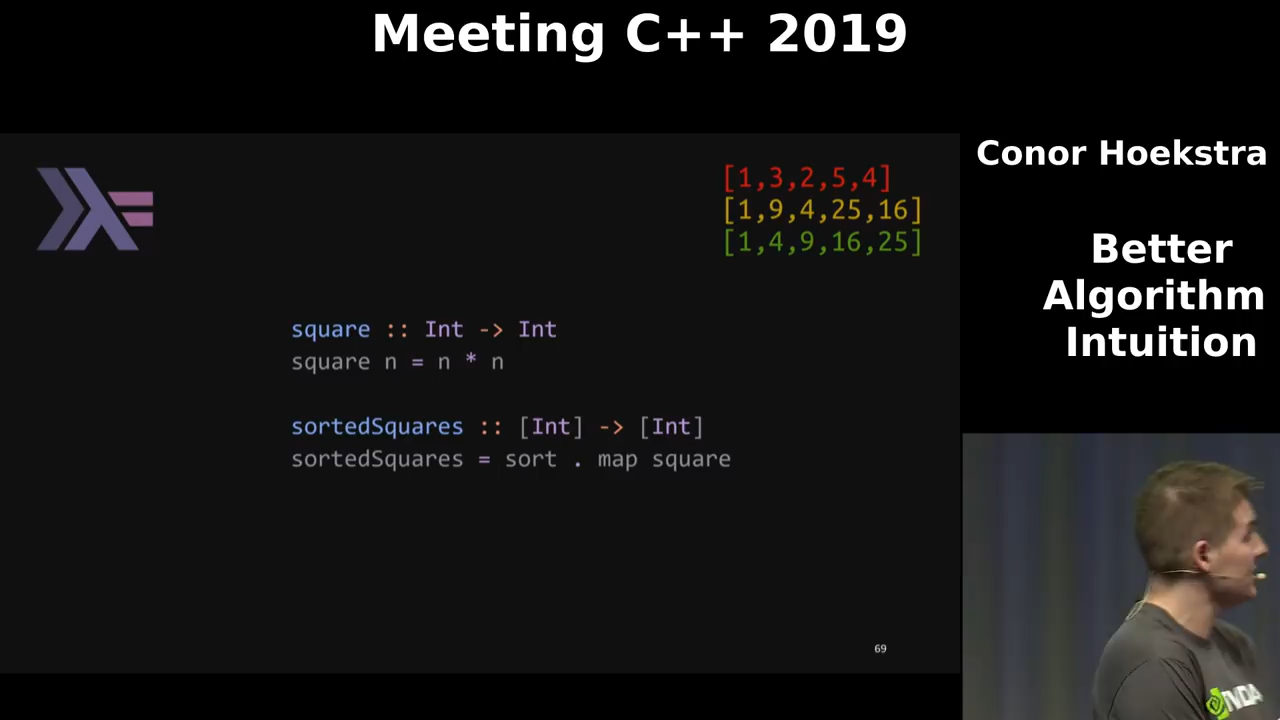 Meeting C++ 2019
Conor Hoekstra
Better
Algorithm
Intuition
[1,3,2,5,4]
[1,9,4,25,16]
[1,4,9,16,25]
square :: Int -> Int
square n = n * n
sortedSquares :: [Int] -> [Int]
sortedSquares = sort . map square
69